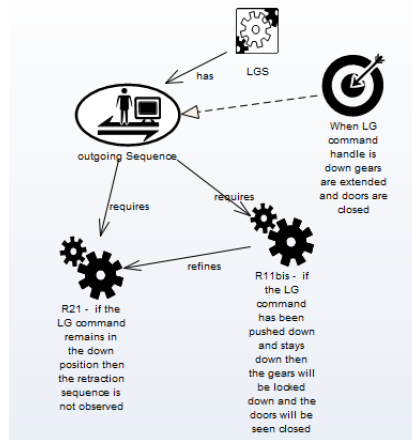 has
LGS
When LG
command
handle is
down gears
are extended
and doors are
closed
outgoing Sequence
requires
requires
refines
R21 - if the
LG command
remains in
the down
position then
the retraction
sequence is
not observed
R11bis - if
the LG
command
has been
pushed down
and stays
down then
the gears will
be locked
down and the
doors will be
seen closed